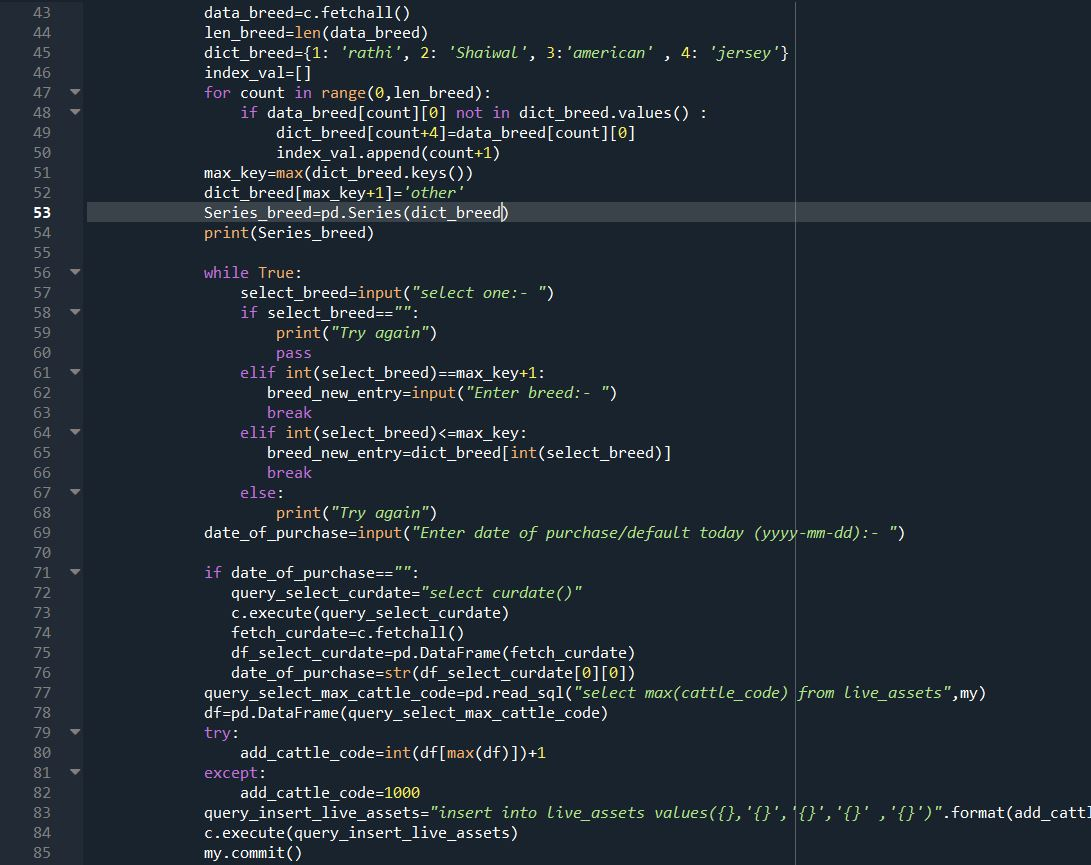 43 data_breed=c.fetchall()
44 len_breed=len(data_breed)
45 dict_breed={1: 'rathi', 2: 'Shaiwal', 3:'american' , 4: 'jersey'}
46 index_val=[]
47 for count in range(0,len_breed):
48 if data_breed[count][0] not in dict_breed.values() :
49 dict_breed[count+4]=data_breed[count][0]
50 index_val.append(count+1)
51 max_key=max(dict_breed.keys())
52 dict_breed[max_key+1]='other'
53 Series_breed=pd.Series(dict_breed)
54 print(Series_breed)
55
56 while True:
57 select_breed=input("select one:- ")
58 if select_breed=="":
59 print("Try again")
60 pass
61 elif int(select_breed)==max_key+1:
62 breed_new_entry=input("Enter breed:- ")
63 break
64 elif int(select_breed)<=max_key:
65 breed_new_entry=dict_breed[int(select_breed)]
66 break
67 else:
68 print("Try again")
69 date_of_purchase=input("Enter date of purchase/default today (yyyy-mm-dd):- ")
70
71 if date_of_purchase=="":
72 query_select_curdate="select curdate()"
73 c.execute(query_select_curdate)
74 fetch_curdate=c.fetchall()
75 df_select_curdate=pd.DataFrame(fetch_curdate)
76 date_of_purchase=str(df_select_curdate[0][0])
77 query_select_max_cattle_code=pd.read_sql("select max(cattle_code) from live_assets",my)
78 df=pd.DataFrame(query_select_max_cattle_code)
79 try:
80 add_cattle_code=int(df[max(df)])+1
81 except:
82 add_cattle_code=1000
83 query_insert_live_assets="insert into live_assets values({},'{}','{}','{}' ,'{}')".format(add_cattl
84 c.execute(query_insert_live_assets)
85 my.commit()